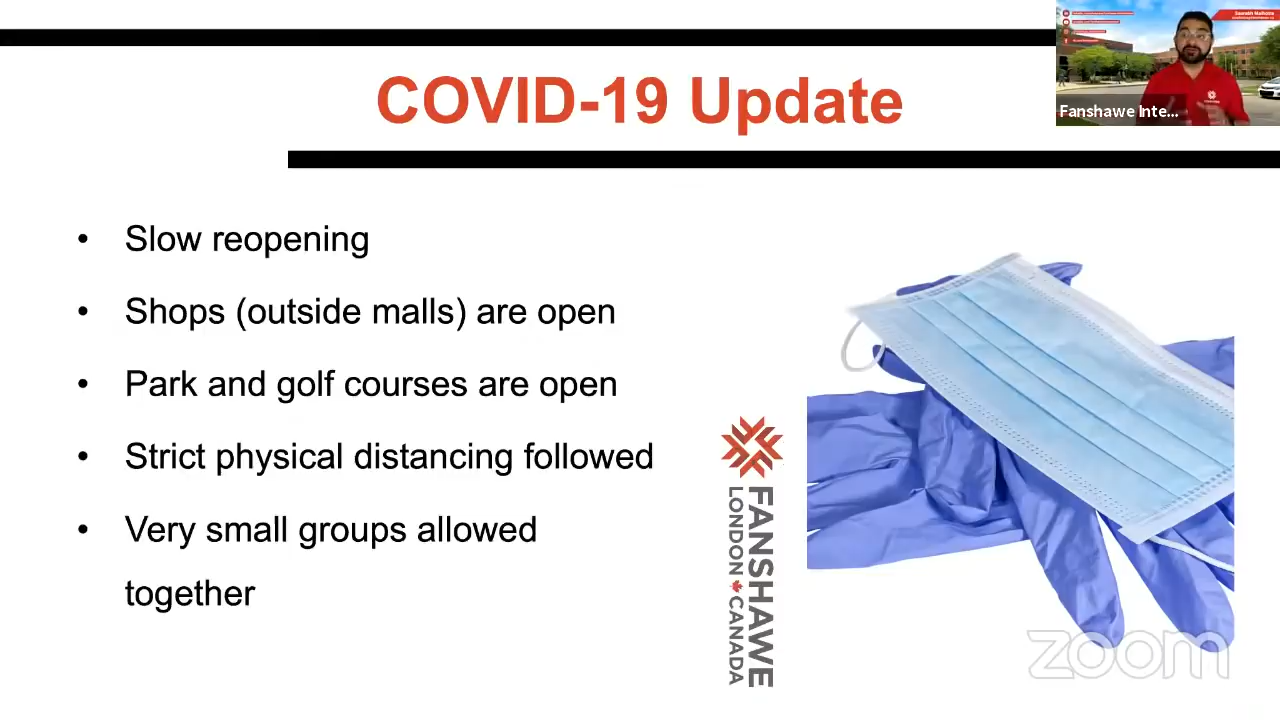 COVID-19 Update
Fanshawe Inte...
• Slow reopening
• Shops (outside malls) are open
• Park and golf courses are open
• Strict physical distancing followed
• Very small groups allowed
together
FANSHAWE
LONDON CANADA
zoom